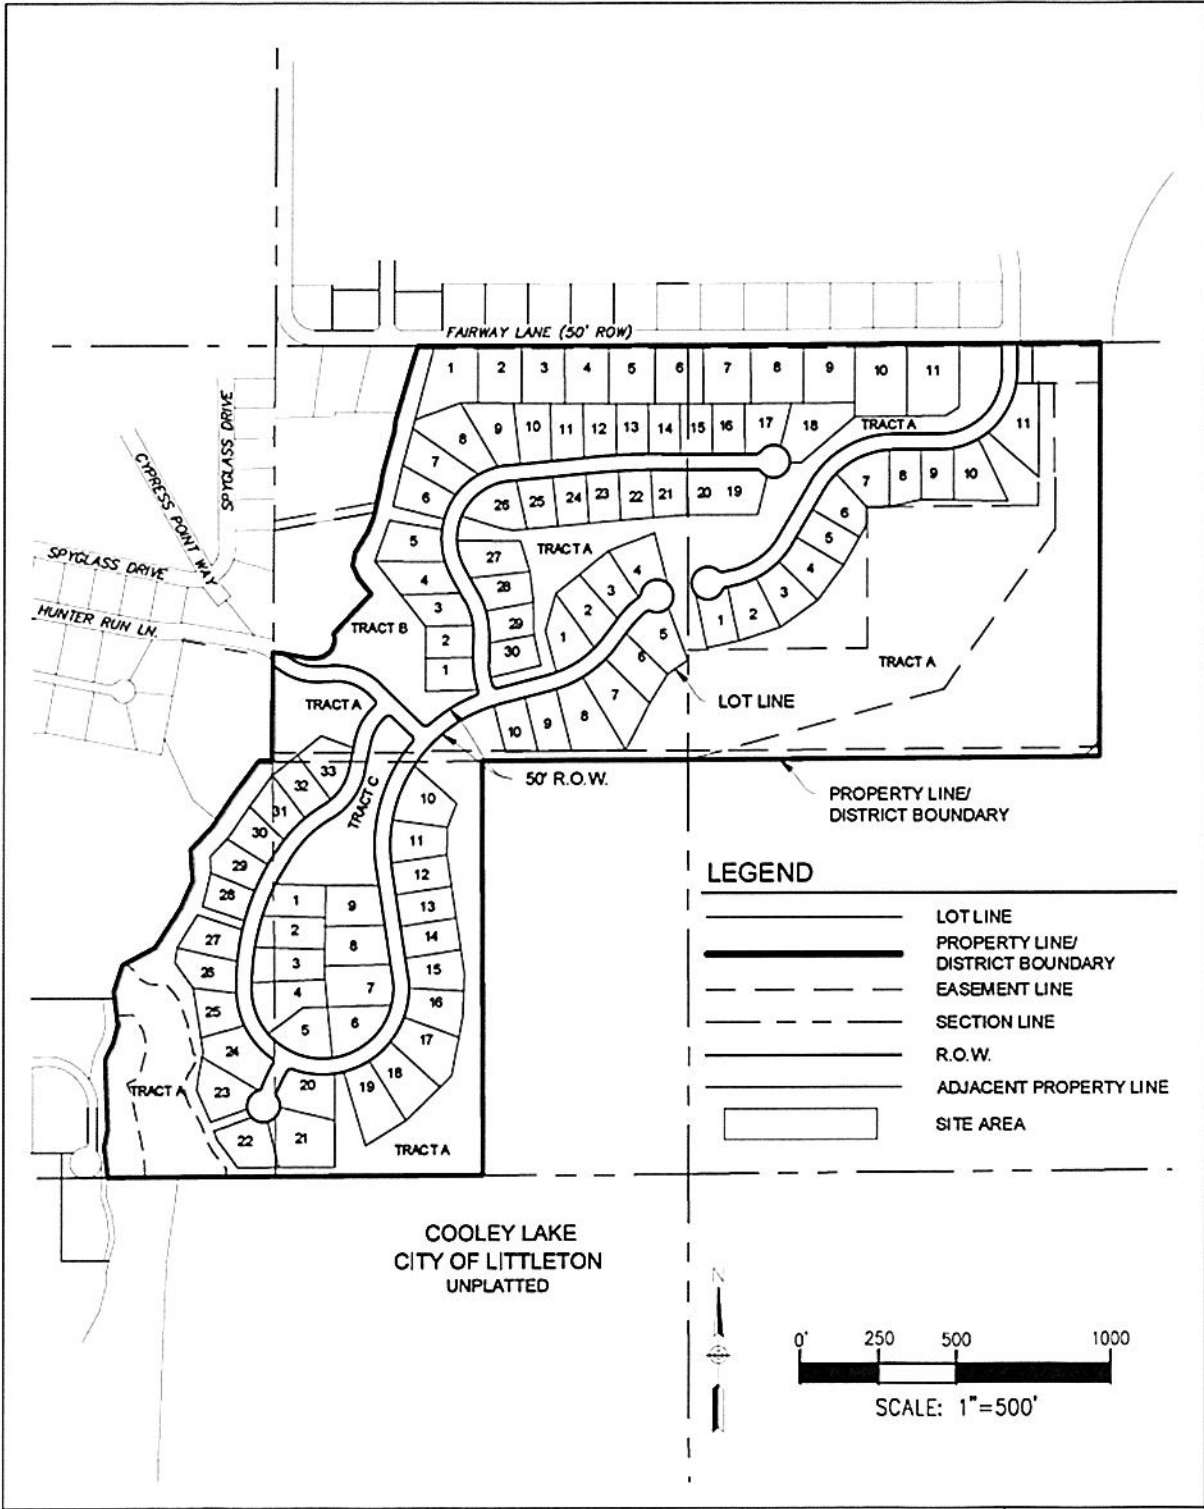 FAIRWAY LANE (50' ROW)
1 2 3 4 5 6 7 8 9 10 11
SPYGLASS DRIVE
CYPRESS POINT WAY
8 9 10 11 12 13 14 15 16 17 18
TRACT A
11
7
7 8 9 10
6
26 25 24 23 22 21 20 19
6
5
5
TRACT A
27
4
4
SPYGLASS DRIVE
28
3
3
4
2
HUNTER RUN LN.
29
2
1
TRACT B
2
1
5
30
6
1
TRACT A
7
TRACT A
LOT LINE
10 9 8
33
50' R.O.W.
32
TRACT C
10
PROPERTY LINE/
DISTRICT BOUNDARY
31
30
11
29
12
LEGEND
28
1 9
13
LOT LINE
27
2
8
14
PROPERTY LINE/
DISTRICT BOUNDARY
26
3
15
EASEMENT LINE
25
4
7
16
SECTION LINE
24
5
6
17
R.O.W.
TRACT A
23
20
19
18
ADJACENT PROPERTY LINE
22
21
TRACT A
SITE AREA
COOLEY LAKE
CITY OF LITTLETON
UNPLATTED
N
0' 250 500 1000
SCALE: 1"=500'